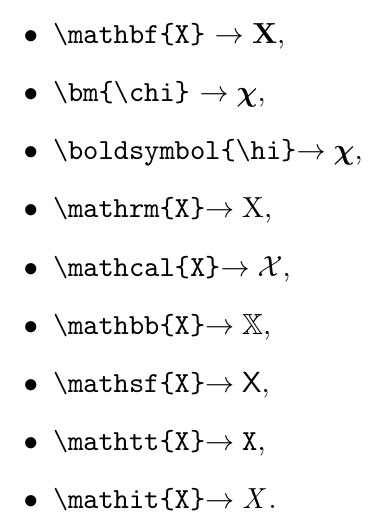 • \mathbf{X} → 𝐗,
• \bm{\chi} → 𝝌,
• \boldsymbol{\hi}→ 𝝌,
• \mathrm{X}→ X,
• \mathcal{X}→ 𝒳,
• \mathbb{X}→ 𝕏,
• \mathsf{X}→ 𝖷,
• \mathtt{X}→ 𝚇,
• \mathit{X}→ 𝑋.